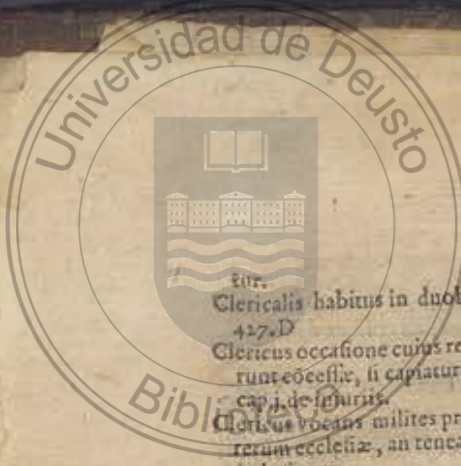 Universidad de Deusto
tur.
Clericalis habitus in duob
427.D
Clericus occasione cuius re
runt eōcessiæ, si capiatur
cap.j.de iniuriis.
Clericus vocans milites pr
rerum ecclesiæ, an tenea
Biblioteca